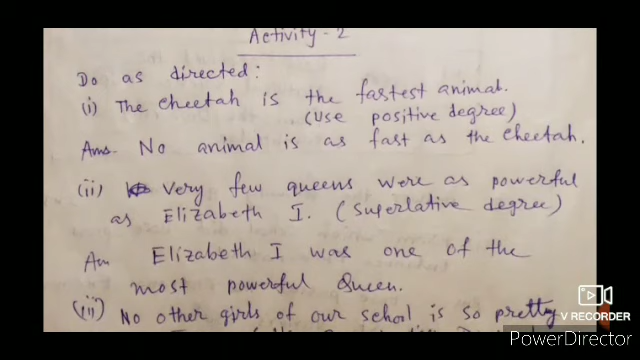 Activity - 2
Do as directed:
(i) The cheetah is the fastest animal.
(Use positive degree)
Ans. No animal is as fast as the cheetah.
(ii) Very few queens were as powerful
as Elizabeth I. (Superlative degree)
An Elizabeth I was one of the
most powerful Queen.
(iii) No other girls of our school is so pretty
V RECORDER
PowerDirector